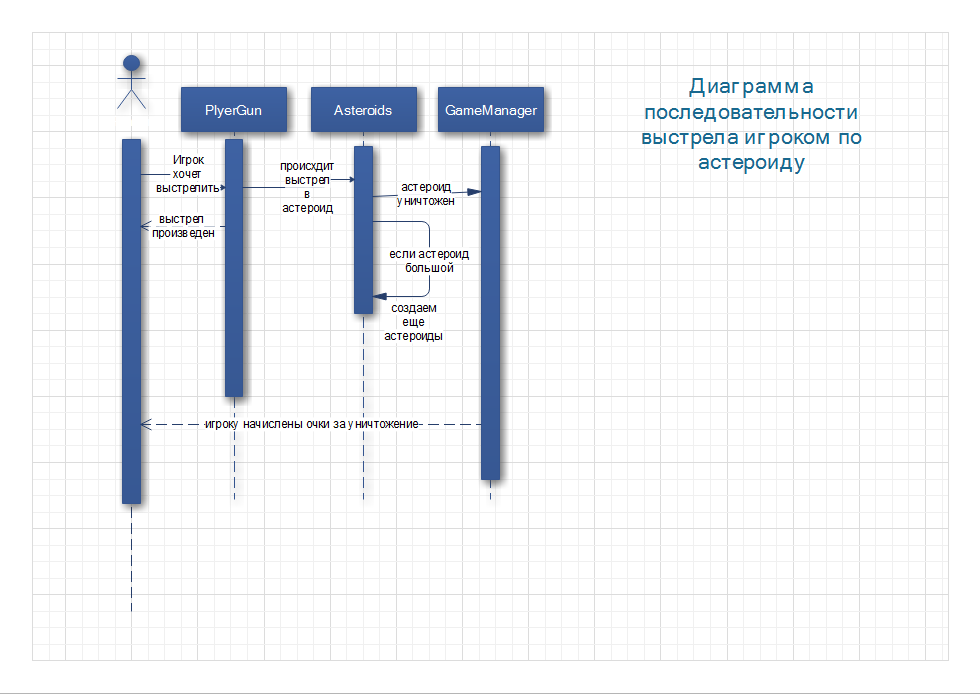 Диаграмма
последовательности
выстрела игроком по
астероиду
PlyerGun
Asteroids
GameManager
Игрок
хочет
выстрелить
происхдит
выстрел
в
астероид
астероид
уничтожен
выстрел
произведен
если астероид
большой
создаем
еще
астероиды
игроку начислены очки за уничтожение